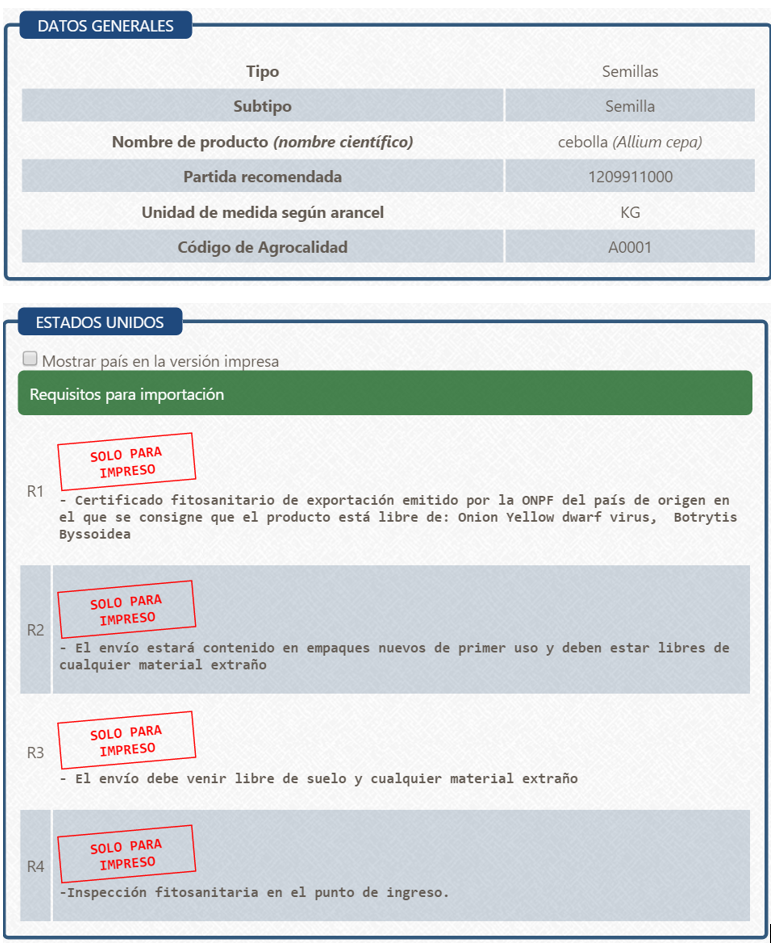 DATOS GENERALES
Tipo Semillas
Subtipo Semilla
Nombre de producto (nombre científico) cebolla (Allium cepa)
Partida recomendada 1209911000
Unidad de medida según arancel KG
Código de Agrocalidad A0001
ESTADOS UNIDOS
Mostrar país en la versión impresa
Requisitos para importación
SOLO PARA
IMPRESO
R1
- Certificado fitosanitario de exportación emitido por la ONPF del país de origen en
el que se consigne que el producto está libre de: Onion Yellow dwarf virus, Botrytis
Byssoidea
SOLO PARA
IMPRESO
R2
- El envío estará contenido en empaques nuevos de primer uso y deben estar libres de
cualquier material extraño
SOLO PARA
IMPRESO
R3
- El envío debe venir libre de suelo y cualquier material extraño
SOLO PARA
IMPRESO
R4
-Inspección fitosanitaria en el punto de ingreso.